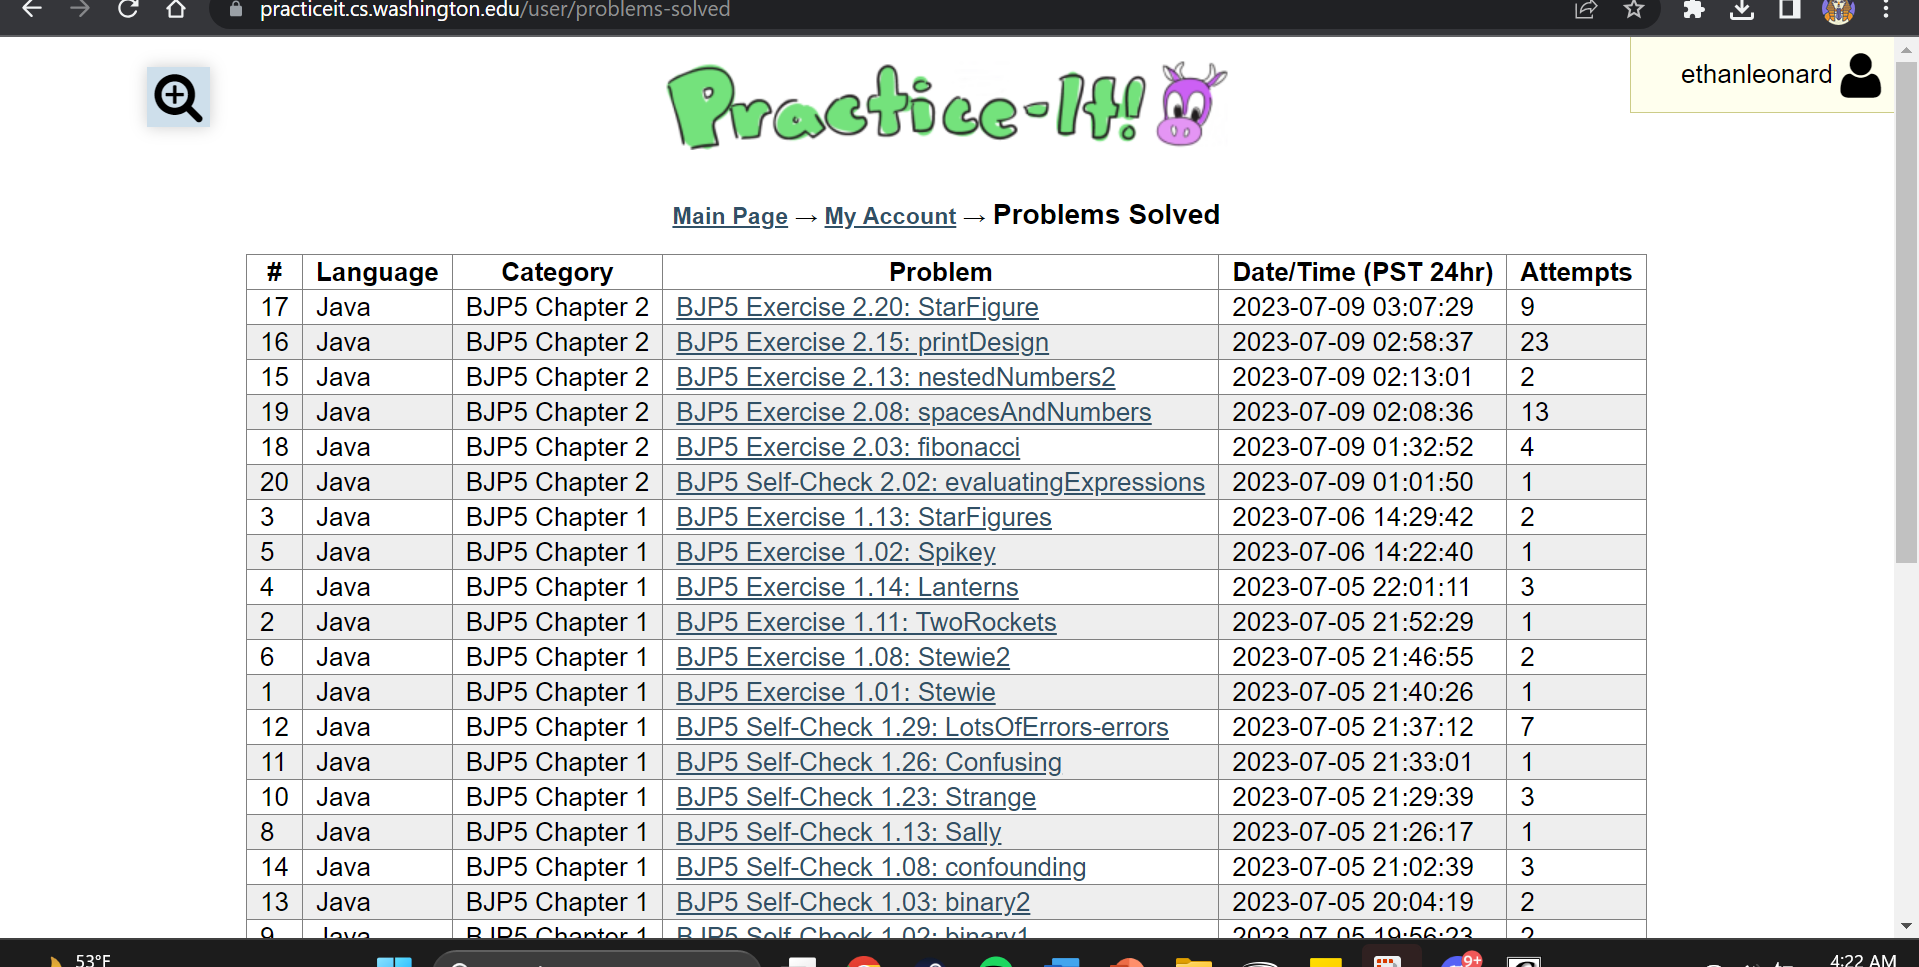 practiceit.cs.washington.edu/user/problems-solved
ethanleonard
Practice-It!
Main Page → My Account → Problems Solved
# Language Category Problem Date/Time (PST 24hr) Attempts
17 Java BJP5 Chapter 2 BJP5 Exercise 2.20: StarFigure 2023-07-09 03:07:29 9
16 Java BJP5 Chapter 2 BJP5 Exercise 2.15: printDesign 2023-07-09 02:58:37 23
15 Java BJP5 Chapter 2 BJP5 Exercise 2.13: nestedNumbers2 2023-07-09 02:13:01 2
19 Java BJP5 Chapter 2 BJP5 Exercise 2.08: spacesAndNumbers 2023-07-09 02:08:36 13
18 Java BJP5 Chapter 2 BJP5 Exercise 2.03: fibonacci 2023-07-09 01:32:52 4
20 Java BJP5 Chapter 2 BJP5 Self-Check 2.02: evaluatingExpressions 2023-07-09 01:01:50 1
3 Java BJP5 Chapter 1 BJP5 Exercise 1.13: StarFigures 2023-07-06 14:29:42 2
5 Java BJP5 Chapter 1 BJP5 Exercise 1.02: Spikey 2023-07-06 14:22:40 1
4 Java BJP5 Chapter 1 BJP5 Exercise 1.14: Lanterns 2023-07-05 22:01:11 3
2 Java BJP5 Chapter 1 BJP5 Exercise 1.11: TwoRockets 2023-07-05 21:52:29 1
6 Java BJP5 Chapter 1 BJP5 Exercise 1.08: Stewie2 2023-07-05 21:46:55 2
1 Java BJP5 Chapter 1 BJP5 Exercise 1.01: Stewie 2023-07-05 21:40:26 1
12 Java BJP5 Chapter 1 BJP5 Self-Check 1.29: LotsOfErrors-errors 2023-07-05 21:37:12 7
11 Java BJP5 Chapter 1 BJP5 Self-Check 1.26: Confusing 2023-07-05 21:33:01 1
10 Java BJP5 Chapter 1 BJP5 Self-Check 1.23: Strange 2023-07-05 21:29:39 3
8 Java BJP5 Chapter 1 BJP5 Self-Check 1.13: Sally 2023-07-05 21:26:17 1
14 Java BJP5 Chapter 1 BJP5 Self-Check 1.08: confounding 2023-07-05 21:02:39 3
13 Java BJP5 Chapter 1 BJP5 Self-Check 1.03: binary2 2023-07-05 20:04:19 2
9 Java BJP5 Chapter 1 BJP5 Self-Check 1.02: binary1 2023-07-05 19:56:23 2
53°F
9+
4:22 AM